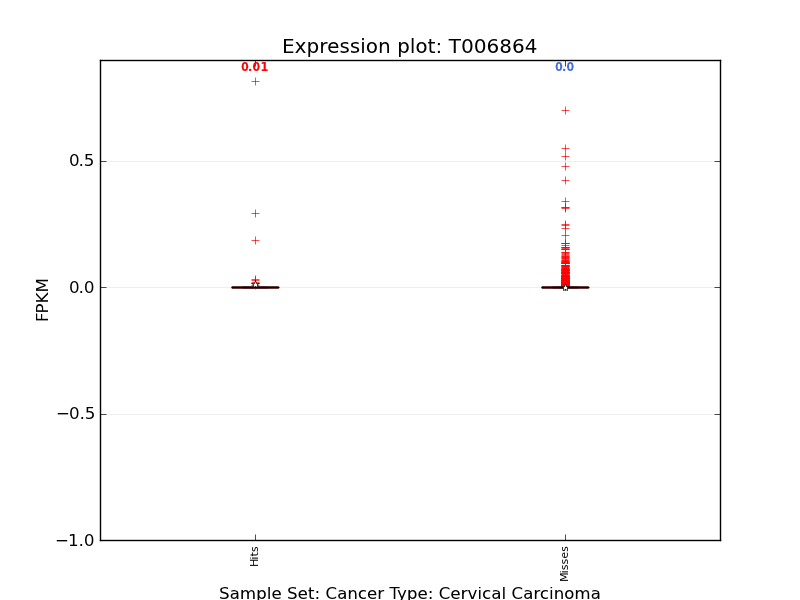 Expression plot: T006864
0.01
0.0
0.5
0.0
−0.5
−1.0
FPKM
Hits
Misses
Sample Set: Cancer Type: Cervical Carcinoma